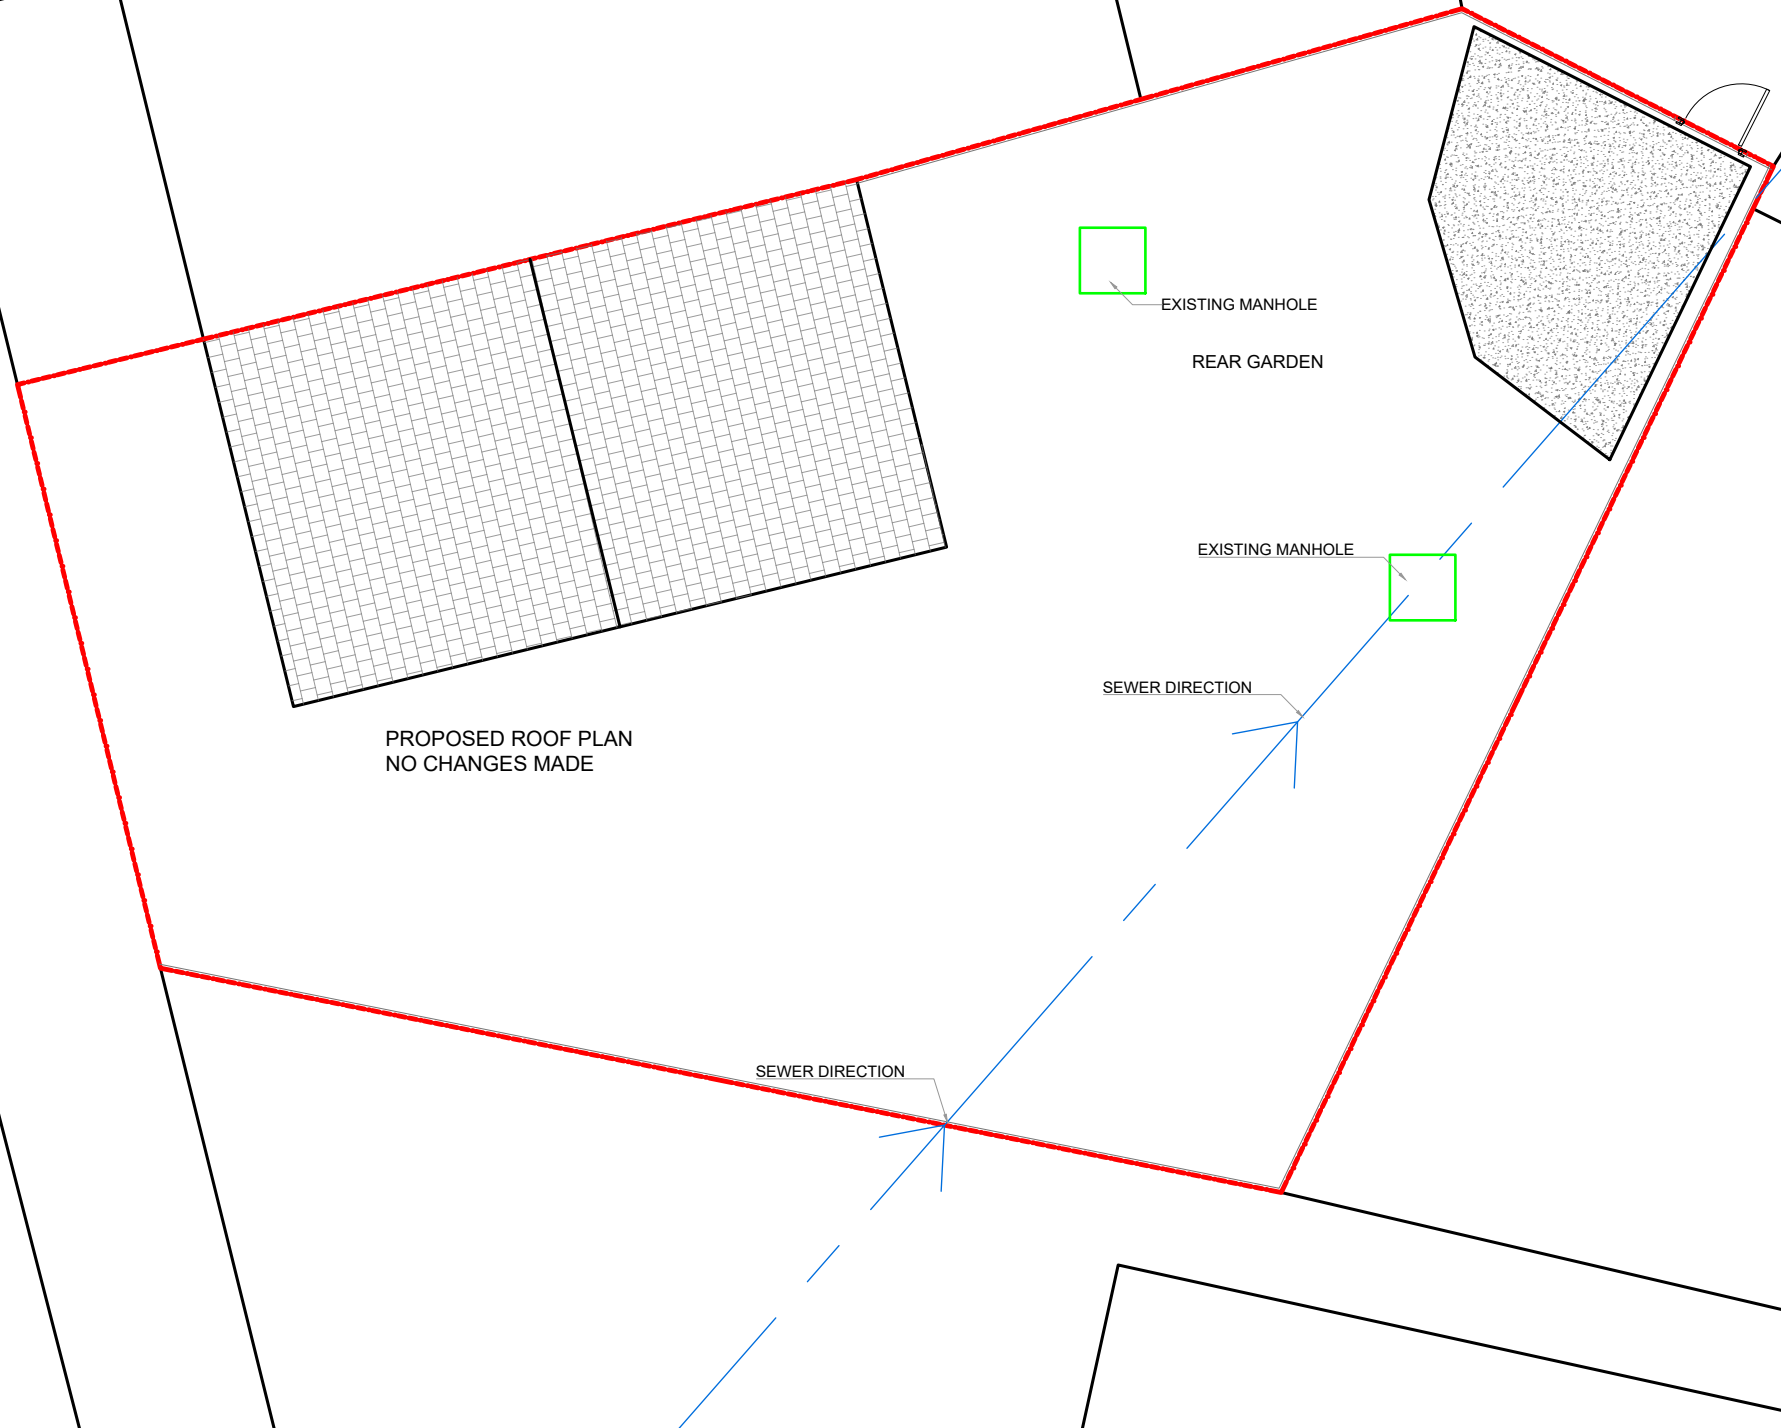 EXISTING MANHOLE
REAR GARDEN
EXISTING MANHOLE
SEWER DIRECTION
PROPOSED ROOF PLAN
NO CHANGES MADE
SEWER DIRECTION